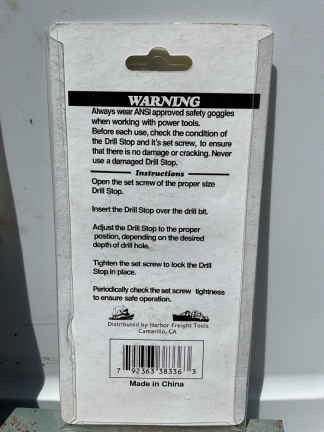 WARNING
Always wear ANSI approved safety goggles
when working with power tools.
Before each use, check the condition of
the Drill Stop and it's set screw, to ensure
that there is no damage or cracking. Never
use a damaged Drill Stop.
Instructions
Open the set screw of the proper size
Drill Stop.
Insert the Drill Stop over the drill bit.
Adjust the Drill Stop to the proper
position, depending on the desired
depth of drill hole.
Tighten the set screw to lock the Drill
Stop in place.
Periodically check the set screw tightness
to ensure safe operation.
Distributed by Harbor Freight Tools
Camarillo, CA
7 92363 38336 3
Made in China